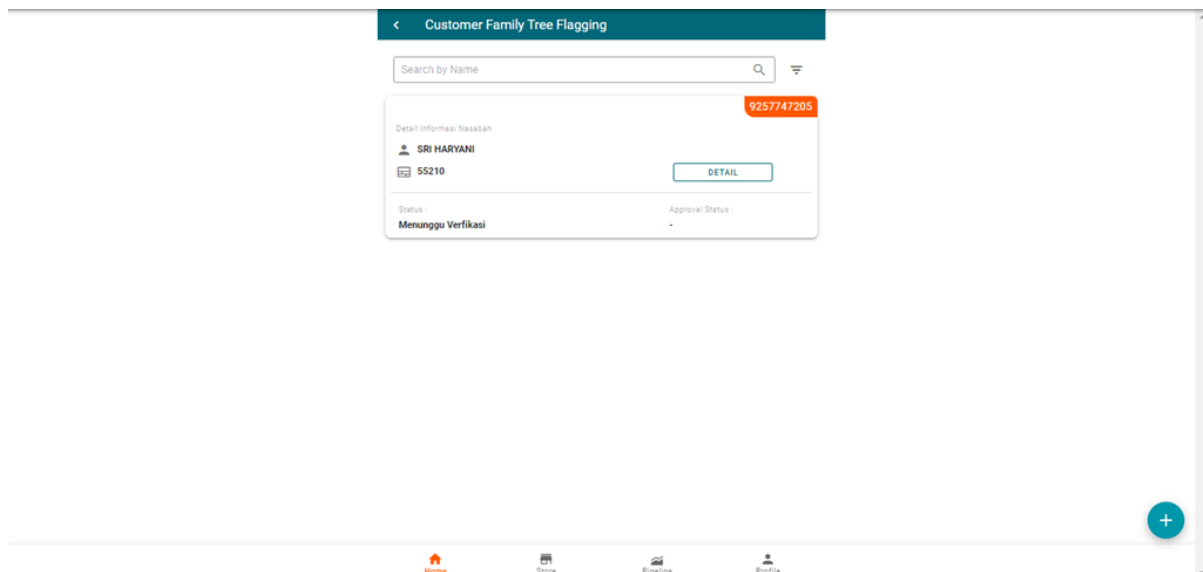 Customer Family Tree Flagging
Search by Name
9257747205
Detail Informasi Nasabah
SRI HARYANI
55210
DETAIL
Status :
Approval Status :
Menunggu Verfikasi
-
Home
Store
Pipeline
Profile